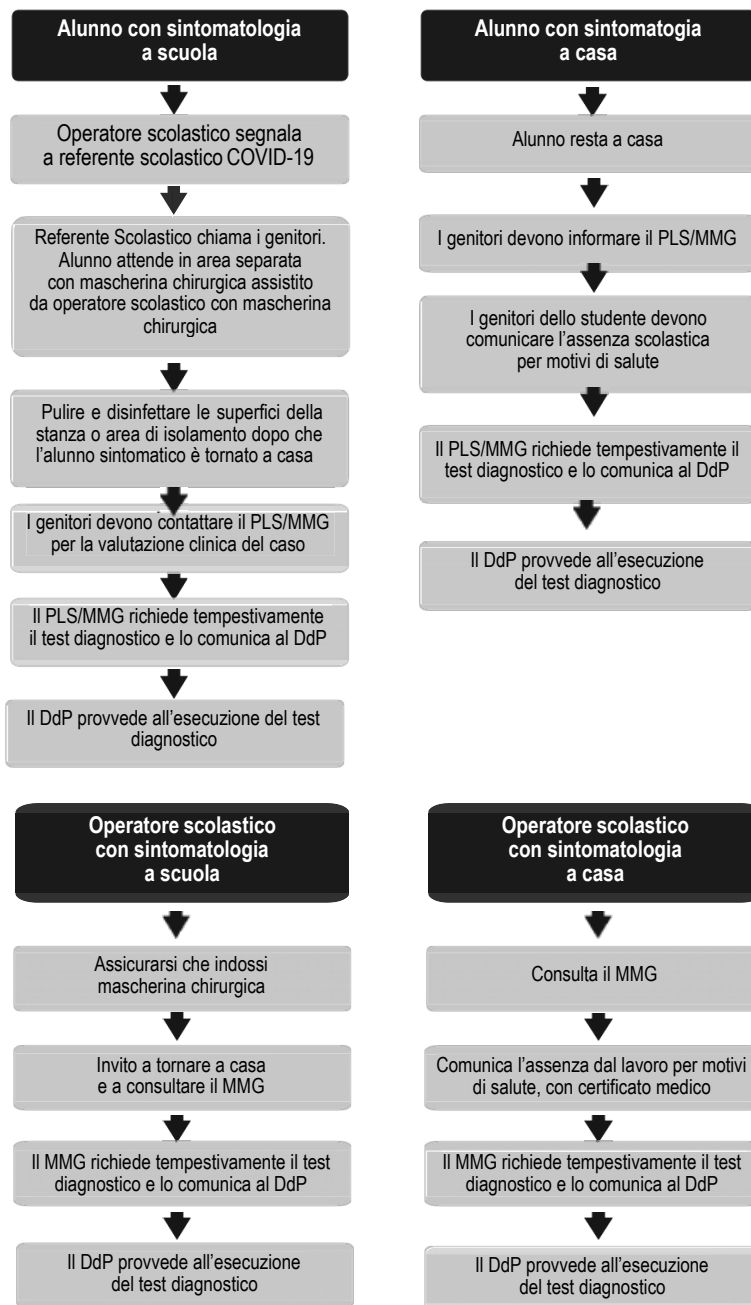 Alunno con sintomatologia
a scuola
Operatore scolastico segnala
a referente scolastico COVID-19
Referente Scolastico chiama i genitori.
Alunno attende in area separata
con mascherina chirurgica assistito
da operatore scolastico con mascherina
chirurgica
Pulire e disinfettare le superfici della
stanza o area di isolamento dopo che
l'alunno sintomatico è tornato a casa
I genitori devono contattare il PLS/MMG
per la valutazione clinica del caso
Il PLS/MMG richiede tempestivamente
il test diagnostico e lo comunica al DdP
Il DdP provvede all'esecuzione del test
diagnostico
Alunno con sintomatogia
a casa
Alunno resta a casa
I genitori devono informare il PLS/MMG
I genitori dello studente devono
comunicare l'assenza scolastica
per motivi di salute
Il PLS/MMG richiede tempestivamente il
test diagnostico e lo comunica al DdP
Il DdP provvede all'esecuzione
del test diagnostico
Operatore scolastico
con sintomatologia
a scuola
Assicurarsi che indossi
mascherina chirurgica
Invito a tornare a casa
e a consultare il MMG
Il MMG richiede tempestivamente il test
diagnostico e lo comunica al DdP
Il DdP provvede all'esecuzione
del test diagnostico
Operatore scolastico
con sintomatologia
a casa
Consulta il MMG
Comunica l'assenza dal lavoro per motivi
di salute, con certificato medico
Il MMG richiede tempestivamente il test
diagnostico e lo comunica al DdP
Il DdP provvede all'esecuzione
del test diagnostico